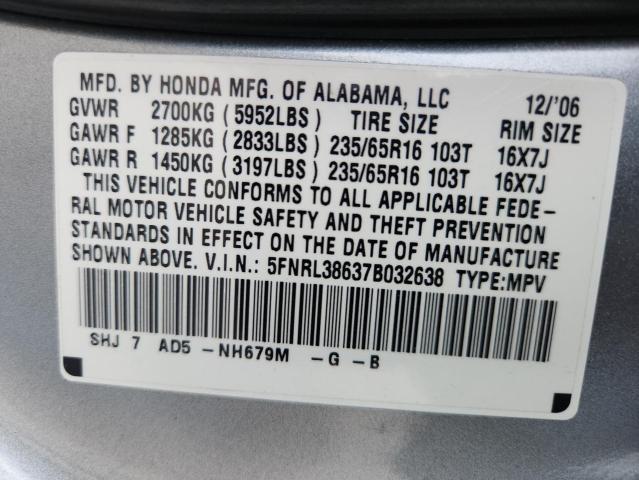 MFD. BY HONDA MFG. OF ALABAMA, LLC 12/'06
GVWR 2700KG (5952LBS) TIRE SIZE RIM SIZE
GAWR F 1285KG (2833LBS) 235/65R16 103T 16X7J
GAWR R 1450KG (3197LBS) 235/65R16 103T 16X7J
THIS VEHICLE CONFORMS TO ALL APPLICABLE FEDE-
RAL MOTOR VEHICLE SAFETY AND THEFT PREVENTION
STANDARDS IN EFFECT ON THE DATE OF MANUFACTURE
SHOWN ABOVE. V.I.N.: 5FNRL38637B032638 TYPE:MPV
SHJ 7 AD5 -NH679M -G -B